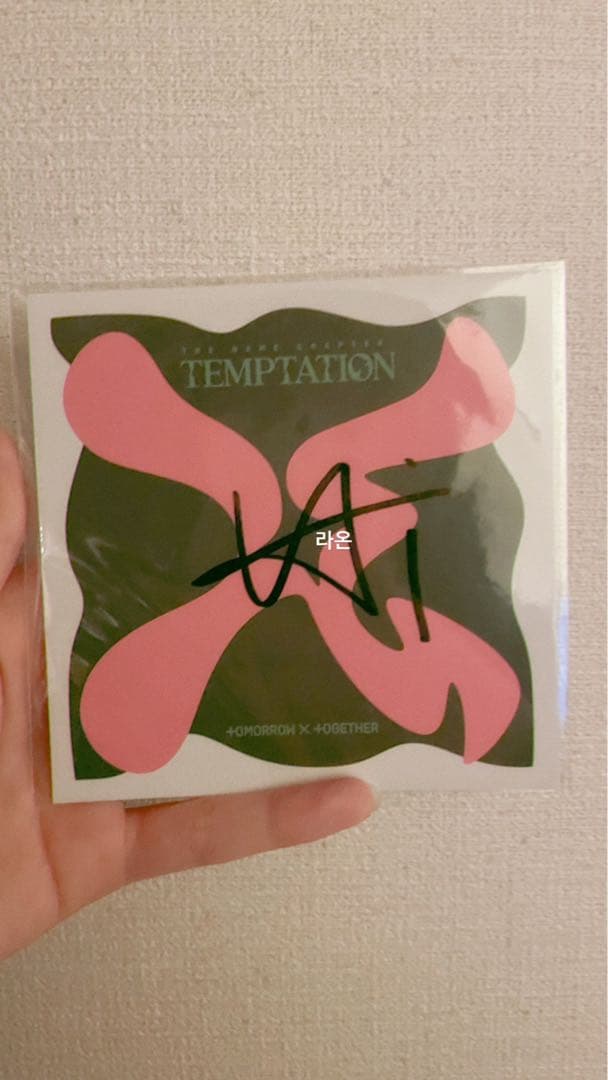 THE NAME CHAPTER
TEMPTATION
라온
TOMORROW X TOGETHER